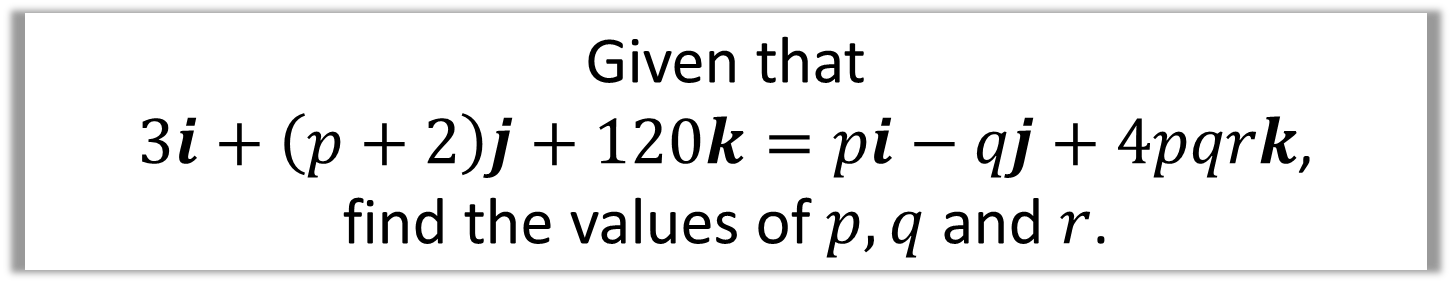 Given that
3𝒊 + (𝑝 + 2)𝒋 + 120𝒌 = 𝑝𝒊 − 𝑞𝒋 + 4𝑝𝑞𝑟𝒌,
find the values of 𝑝, 𝑞 and 𝑟.